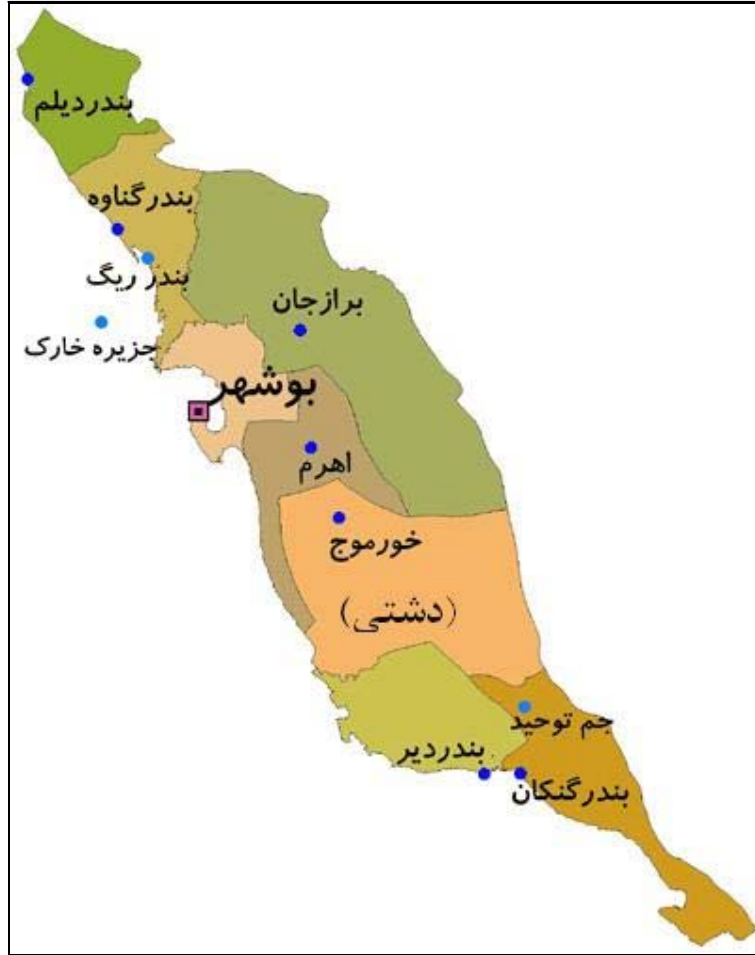 بندردیلم
بندرگناوه
بندر ریگ
برازجان
جزیره خارک
بوشهر
اهرم
خورموج
(دشتی)
جم توحید
بندردیر
بندرگنکان